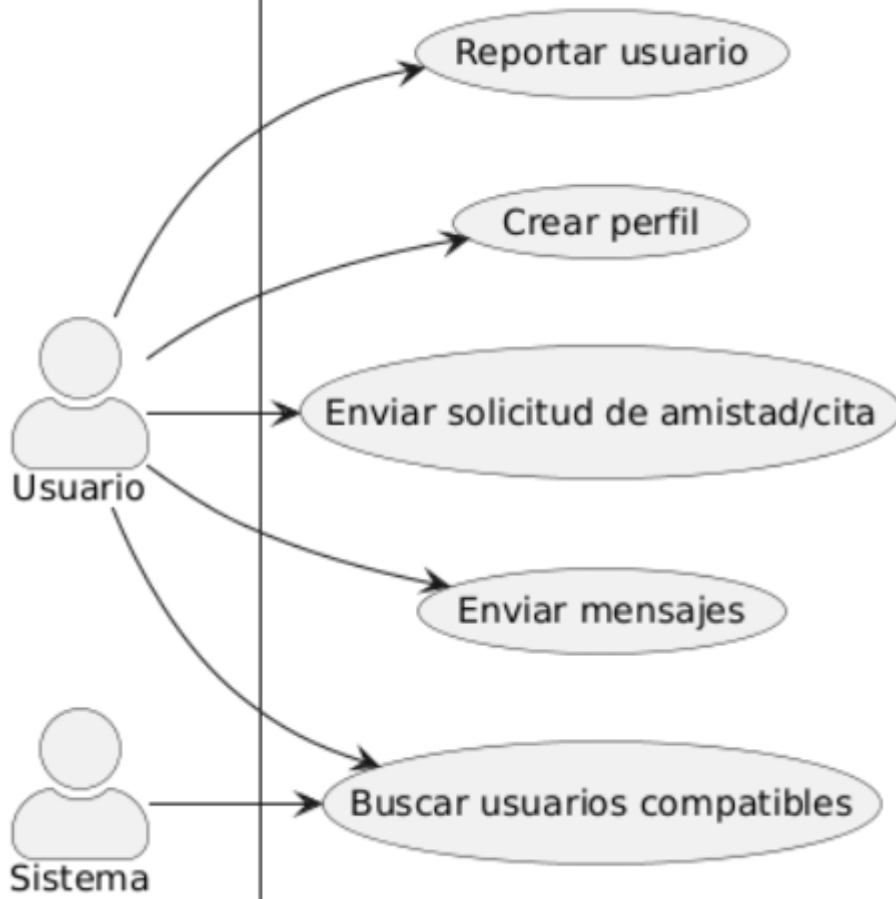 Reportar usuario
Crear perfil
Enviar solicitud de amistad/cita
Usuario
Enviar mensajes
Buscar usuarios compatibles
Sistema